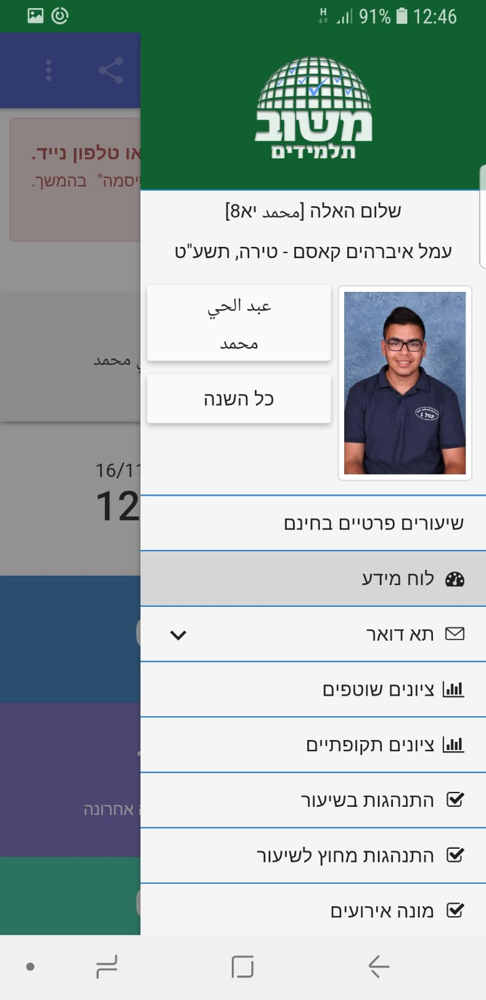 H 91% 12:46
משוב
תלמידים
או טלפון נייד.
בהמשך.
שלום האלה [محمد יא8]
עמל איברהים קאסם - טירה, תשע"ט
عبد الحي
محمد
محمد
כל השנה
עמל 1
16/11
12
שיעורים פרטיים בחינם
לוח מידע
תא דואר
ציונים שוטפים
ציונים תקופתיים
התנהגות בשיעור
אחרונה
התנהגות מחוץ לשיעור
מונה אירועים